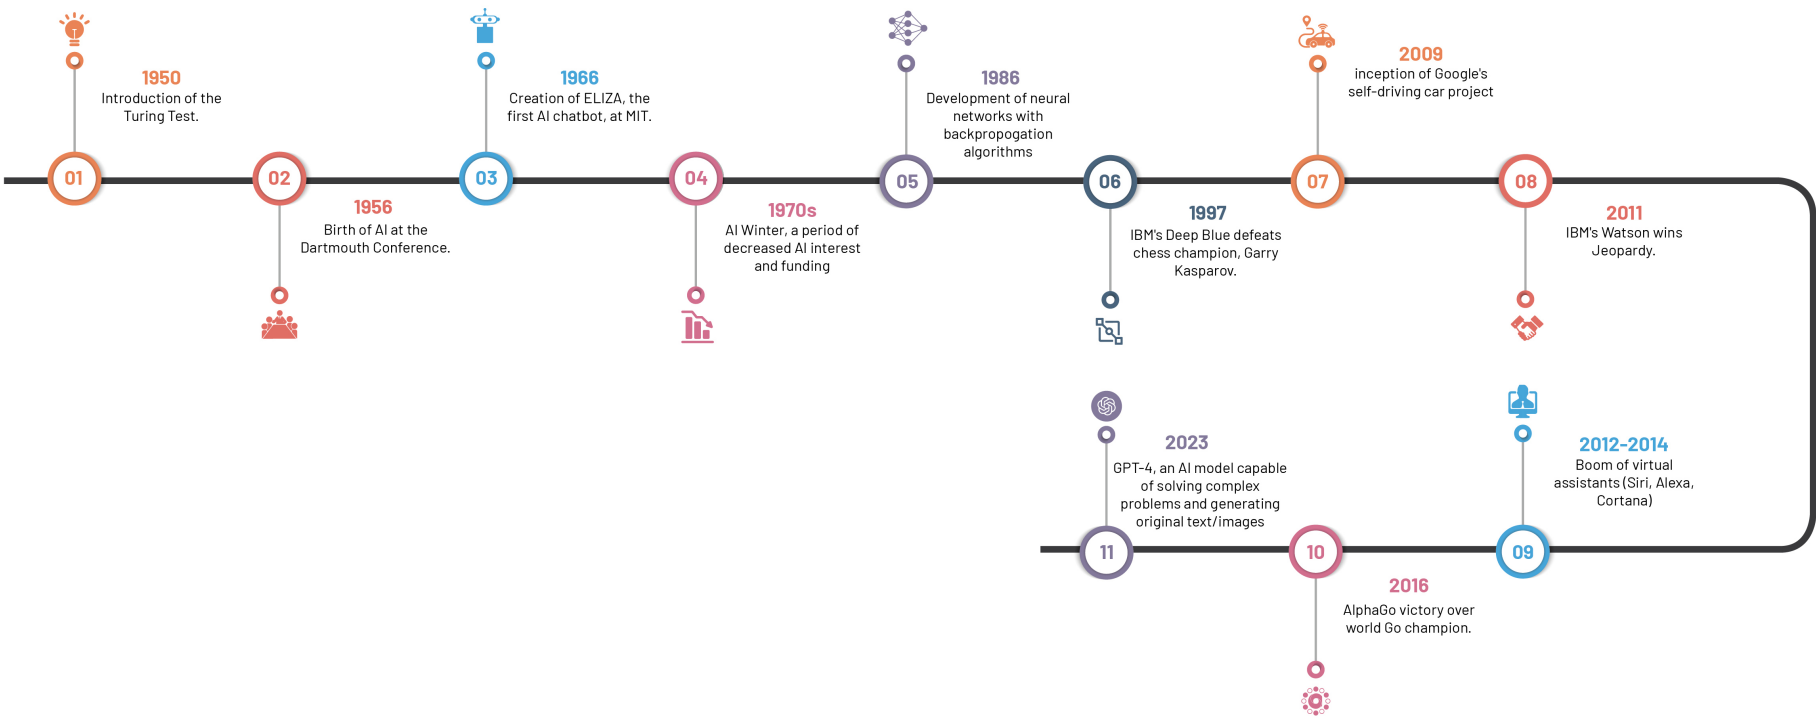 1950
Introduction of the
Turing Test.
01
02
1956
Birth of AI at the
Dartmouth Conference.
1966
Creation of ELIZA, the
first AI chatbot, at MIT.
03
04
1970s
AI Winter, a period of
decreased AI interest
and funding
1986
Development of neural
networks with
backpropogation
algorithms
05
06
1997
IBM's Deep Blue defeats
chess champion, Garry
Kasparov.
2009
inception of Google's
self-driving car project
07
08
2011
IBM's Watson wins
Jeopardy.
2012-2014
Boom of virtual
assistants (Siri, Alexa,
Cortana)
09
10
2016
AlphaGo victory over
world Go champion.
2023
GPT-4, an AI model capable
of solving complex
problems and generating
original text/images
11